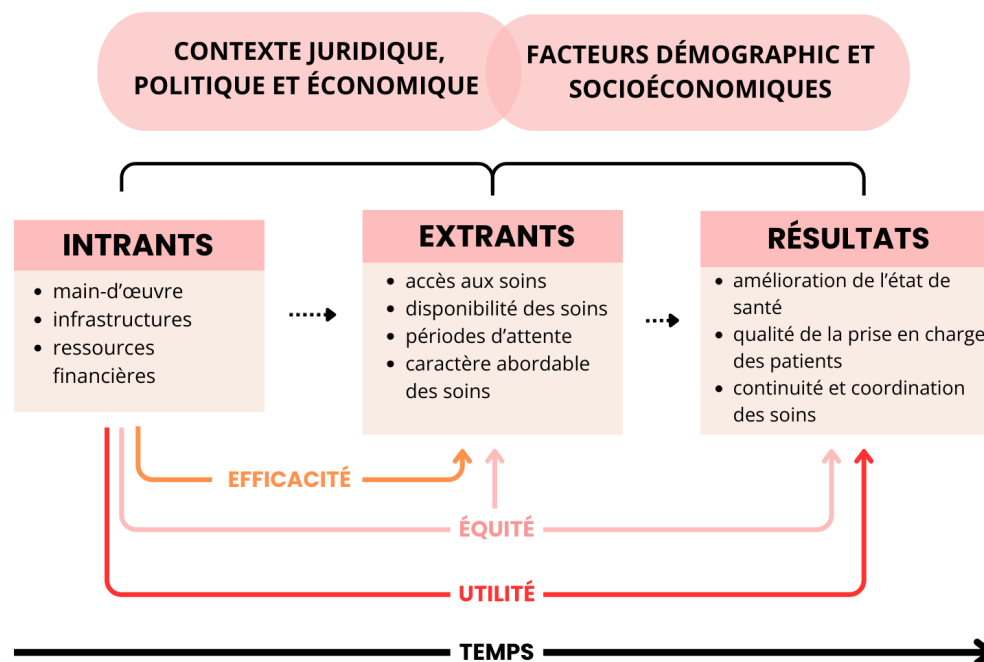 CONTEXTE JURIDIQUE,
POLITIQUE ET ÉCONOMIQUE
FACTEURS DÉMOGRAPHIC ET
SOCIOÉCONOMIQUES
INTRANTS
• main-d’œuvre
• infrastructures
• ressources
financières
EXTRANTS
• accès aux soins
• disponibilité des soins
• périodes d’attente
• caractère abordable
des soins
RÉSULTATS
• amélioration de l’état de
santé
• qualité de la prise en charge
des patients
• continuité et coordination
des soins
EFFICACITÉ
ÉQUITÉ
UTILITÉ
TEMPS